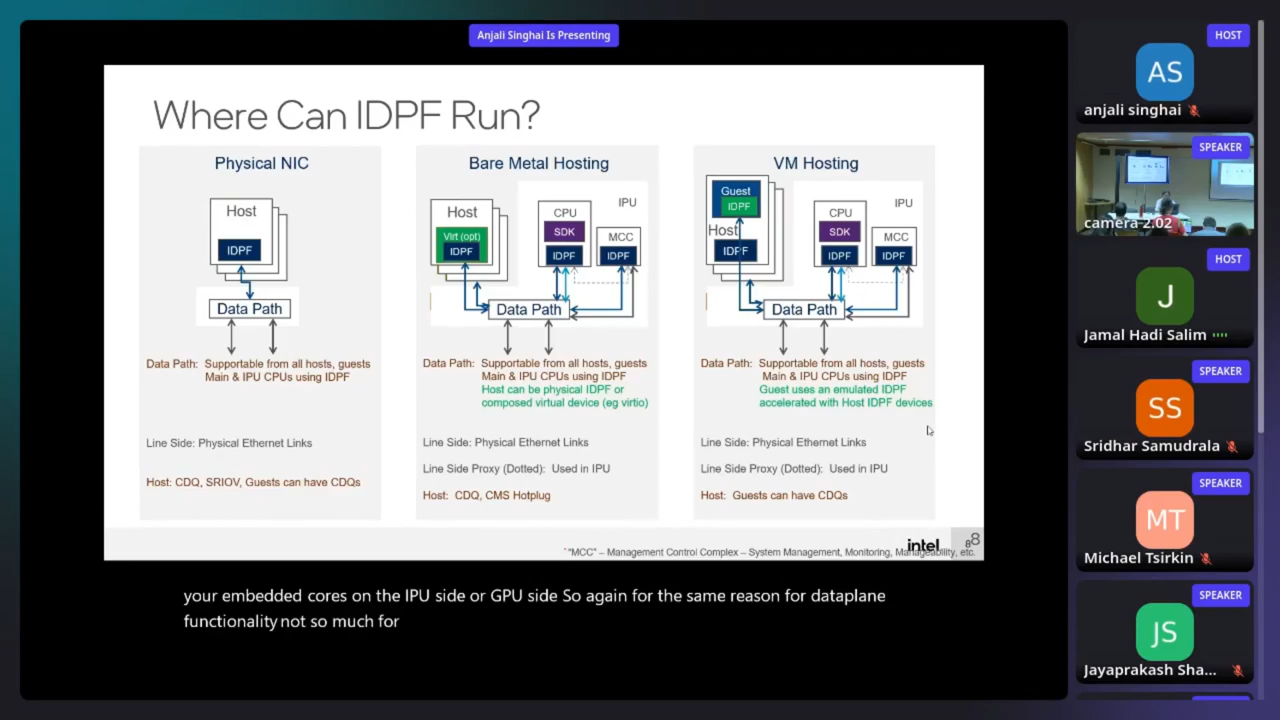 Anjali Singhai Is Presenting
Where Can IDPF Run?
Physical NIC
Host
IDPF
Data Path
Data Path: Supportable from all hosts, guests
Main & IPU CPUs using IDPF
Line Side: Physical Ethernet Links
Host: CDQ, SRIOV, Guests can have CDQs
Bare Metal Hosting
IPU
Host
CPU
Virt (opt)
SDK
MCC
IDPF
IDPF
IDPF
Data Path
Data Path: Supportable from all hosts, guests
Main & IPU CPUs using IDPF
Host can be physical IDPF or
composed virtual device (eg virtio)
Line Side: Physical Ethernet Links
Line Side Proxy (Dotted): Used in IPU
Host: CDQ, CMS Hotplug
VM Hosting
Guest
IDPF
IPU
CPU
Host
SDK
MCC
IDPF
IDPF
IDPF
Data Path
Data Path: Supportable from all hosts, guests
Main & IPU CPUs using IDPF
Guest uses an emulated IDPF
accelerated with Host IDPF devices
Line Side: Physical Ethernet Links
Line Side Proxy (Dotted): Used in IPU
Host: Guests can have CDQs
intel
88
* "MCC" – Management Control Complex – System Management, Monitoring, Manageability, etc.
your embedded cores on the IPU side or GPU side So again for the same reason for dataplane
functionality not so much for
HOST
AS
anjali singhai
SPEAKER
camera 2.02
HOST
J
Jamal Hadi Salim
SPEAKER
SS
Sridhar Samudrala
SPEAKER
MT
Michael Tsirkin
SPEAKER
JS
Jayaprakash Sha...